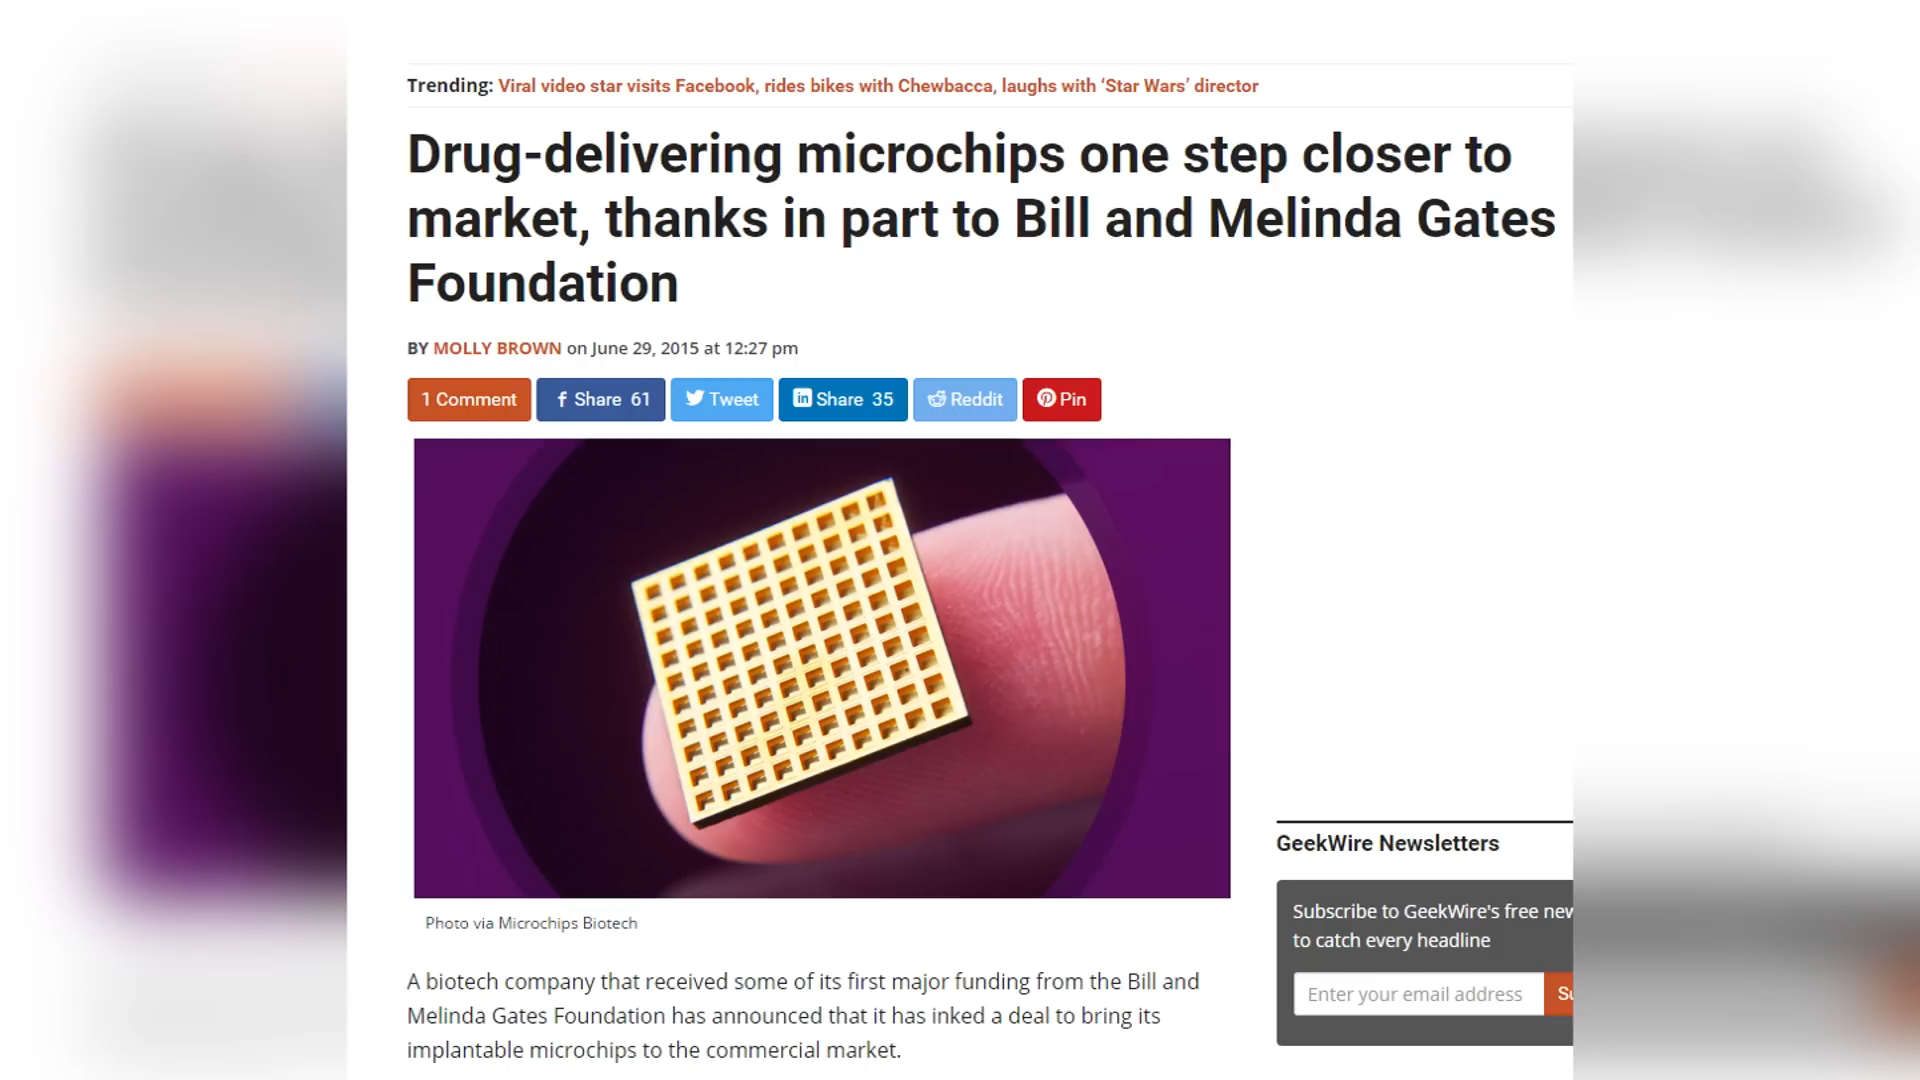 Trending: Viral video star visits Facebook, rides bikes with Chewbacca, laughs with ‘Star Wars’ director
Drug-delivering microchips one step closer to
market, thanks in part to Bill and Melinda Gates
Foundation
BY MOLLY BROWN on June 29, 2015 at 12:27 pm
1 Comment
Share 61
Tweet
in Share 35
Reddit
Pin
Photo via Microchips Biotech
A biotech company that received some of its first major funding from the Bill and
Melinda Gates Foundation has announced that it has inked a deal to bring its
implantable microchips to the commercial market.
GeekWire Newsletters
Subscribe to GeekWire's free new
to catch every headline
Enter your email address